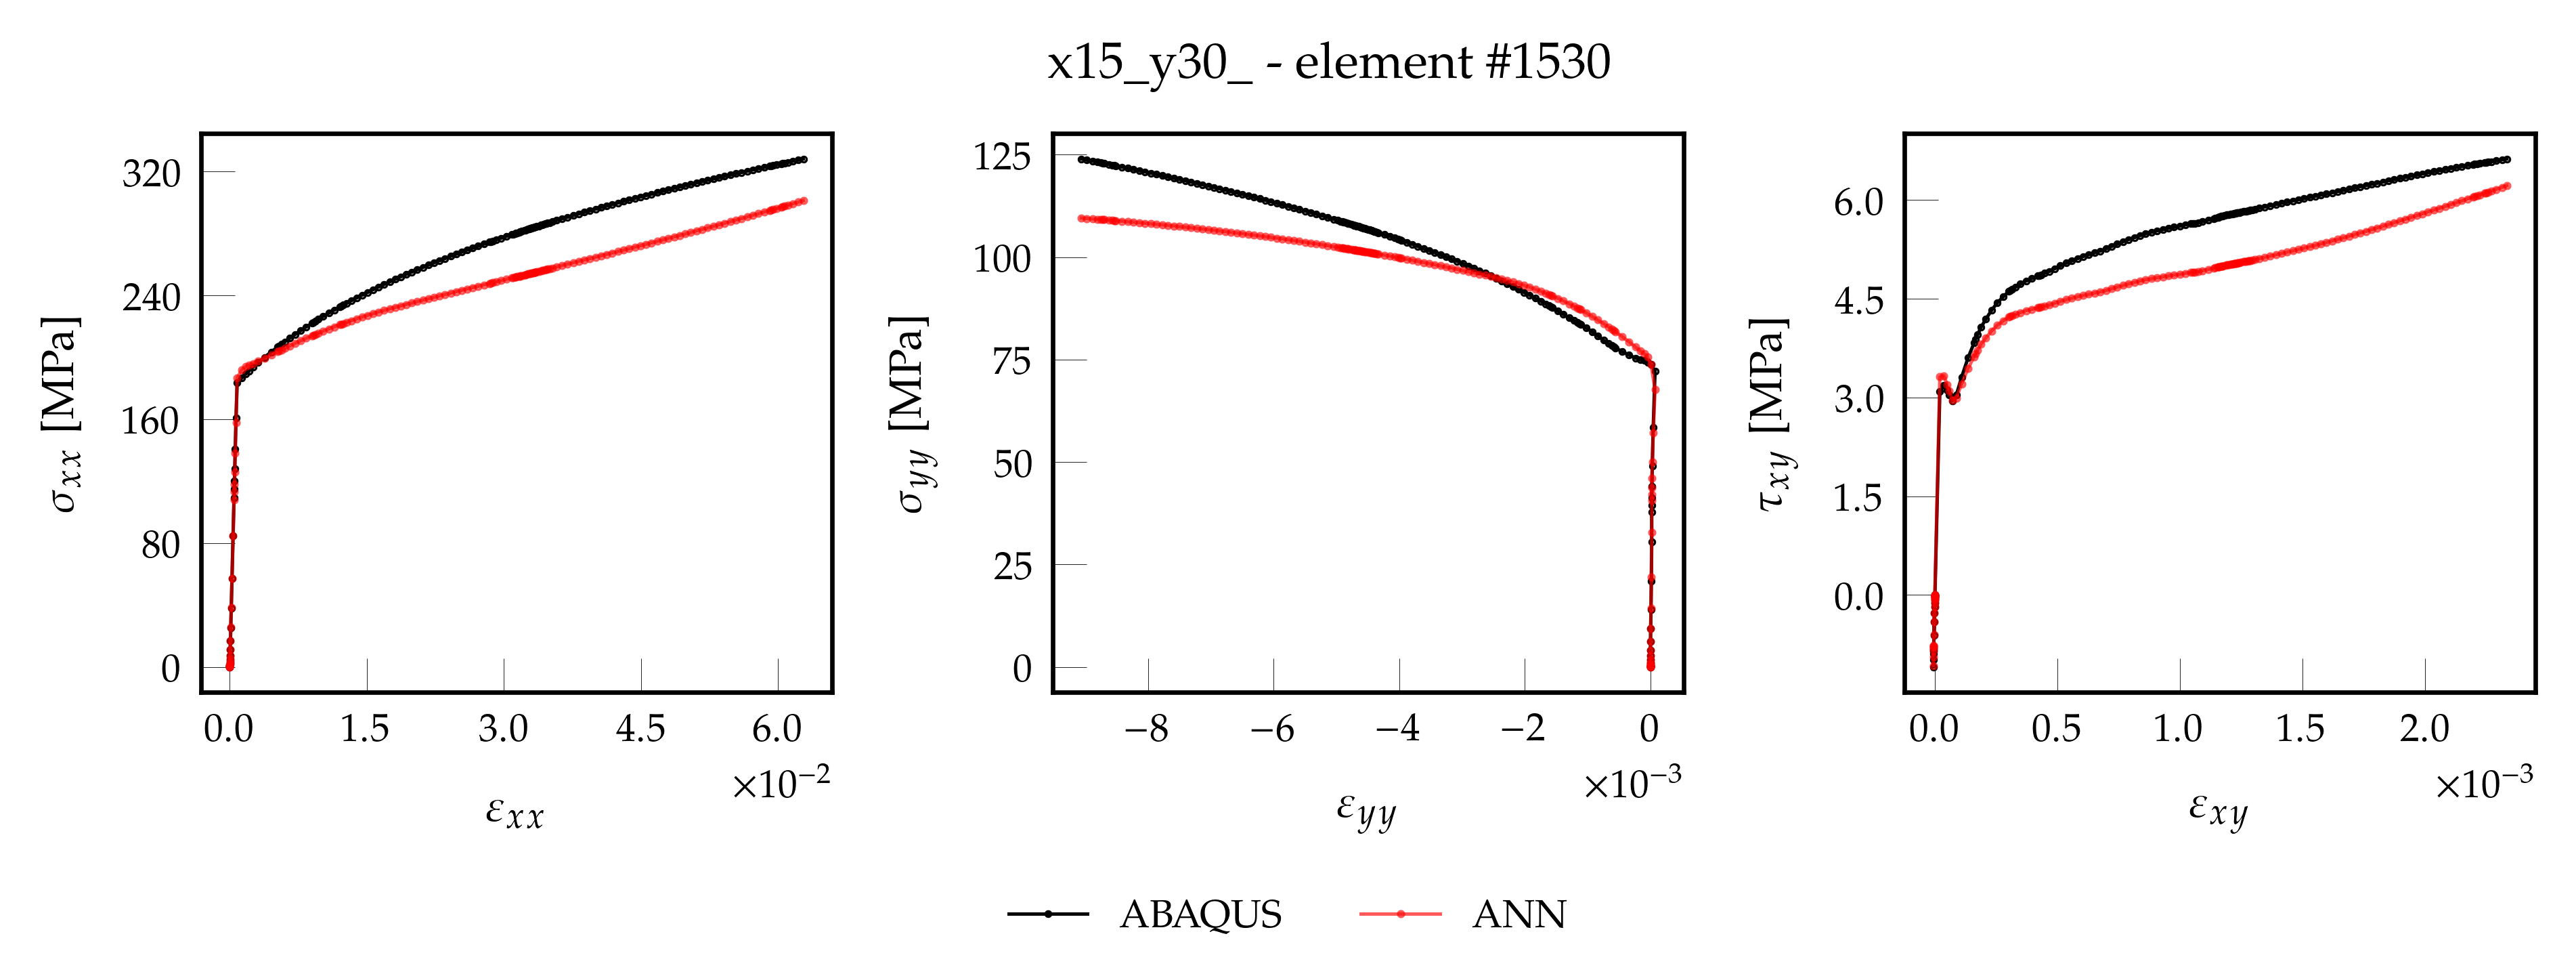 x15_y30_ - element #1530
σxx [MPa]
320
240
160
80
0
0.0 1.5 3.0 4.5 6.0
×10⁻²
εxx
σyy [MPa]
125
100
75
50
25
0
−8 −6 −4 −2 0
×10⁻³
εyy
τxy [MPa]
6.0
4.5
3.0
1.5
0.0
0.0 0.5 1.0 1.5 2.0
×10⁻³
εxy
ABAQUS ANN